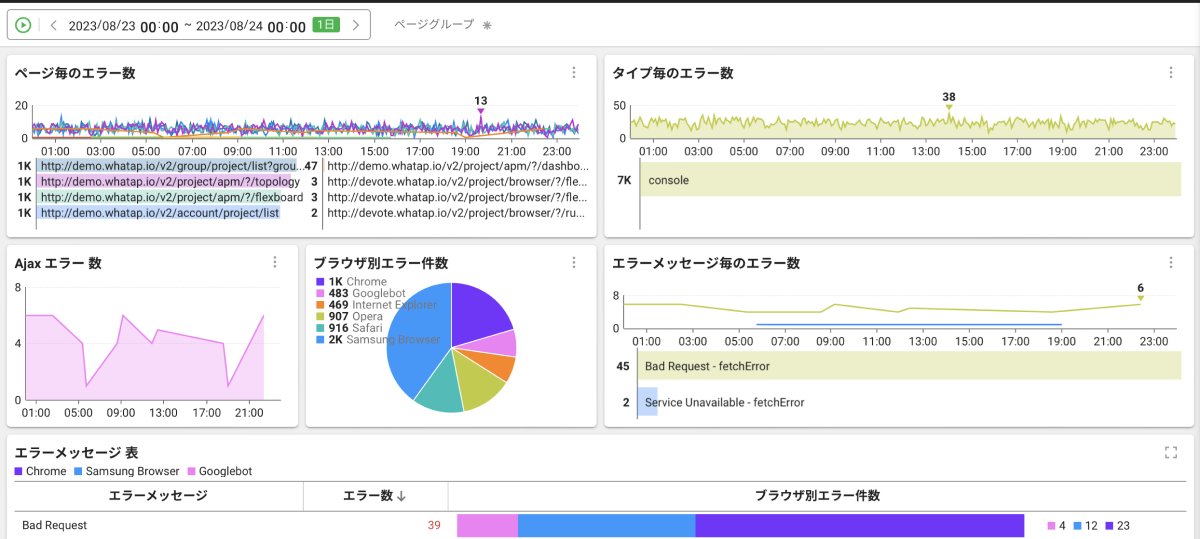 2023/08/23 00:00 ~ 2023/08/24 00:00 1日 ページグループ ✳
ページ毎のエラー数
20
0
13
01:00 03:00 05:00 07:00 09:00 11:00 13:00 15:00 17:00 19:00 21:00 23:00
1K http://demo.whatap.io/v2/group/project/list?grou...
1K http://demo.whatap.io/v2/project/apm/?/topology
1K http://demo.whatap.io/v2/project/apm/?/flexboard
1K http://demo.whatap.io/v2/account/project/list
47 http://demo.whatap.io/v2/project/apm/?/dashbo...
3 http://devote.whatap.io/v2/project/browser/?/fle...
3 http://devote.whatap.io/v2/project/browser/?/fle...
2 http://devote.whatap.io/v2/project/browser/?/ru...
タイプ毎のエラー数
50
0
38
01:00 03:00 05:00 07:00 09:00 11:00 13:00 15:00 17:00 19:00 21:00 23:00
7K console
Ajax エラー 数
8
4
0
01:00 05:00 09:00 13:00 17:00 21:00
ブラウザ別エラー件数
1K Chrome
483 Googlebot
469 Internet Explorer
907 Opera
916 Safari
2K Samsung Browser
エラーメッセージ毎のエラー数
8
0
6
01:00 03:00 05:00 07:00 09:00 11:00 13:00 15:00 17:00 19:00 21:00 23:00
45 Bad Request - fetchError
2 Service Unavailable - fetchError
エラーメッセージ 表
Chrome Samsung Browser Googlebot
エラーメッセージ エラー数↓ ブラウザ別エラー件数
Bad Request 39 4 12 23